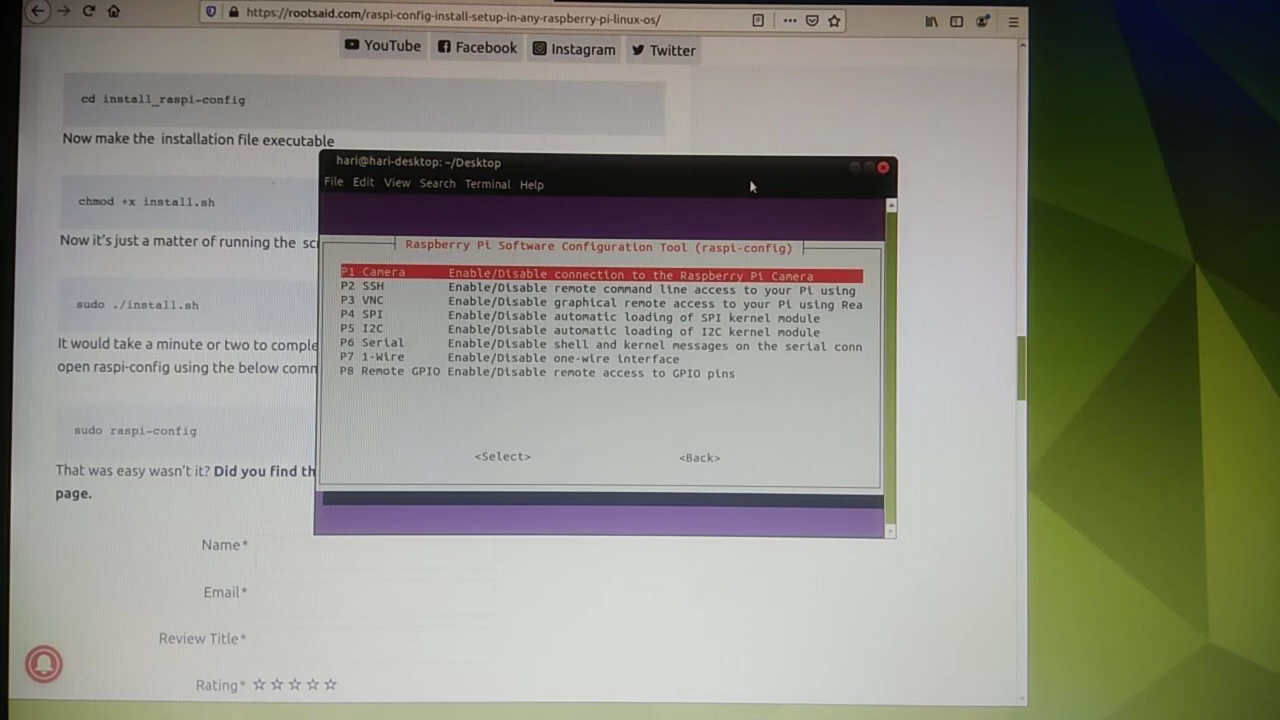 https://rootsaid.com/raspi-config-install-setup-in-any-raspberry-pi-linux-os/
YouTube Facebook Instagram Twitter
cd install_raspi-config
Now make the installation file executable
chmod +x install.sh
Now it's just a matter of running the
sudo ./install.sh
It would take a minute or two to
open raspi-config using the below
sudo raspi-config
That was easy wasn't it? Did you find
page.
Name*
Email*
Review Title*
Rating*
hari@hari-desktop: ~/Desktop
File Edit View Search Terminal Help
Raspberry Pi Software Configuration Tool (raspi-config)
P1 Camera Enable/Disable connection to the Raspberry Pi Camera
P2 SSH Enable/Disable remote command line access to your Pi using
P3 VNC Enable/Disable graphical remote access to your Pi using Rea
P4 SPI Enable/Disable automatic loading of SPI kernel module
P5 I2C Enable/Disable automatic loading of I2C kernel module
P6 Serial Enable/Disable shell and kernel messages on the serial conn
P7 1-Wire Enable/Disable one-wire interface
P8 Remote GPIO Enable/Disable remote access to GPIO pins
<Select> <Back>